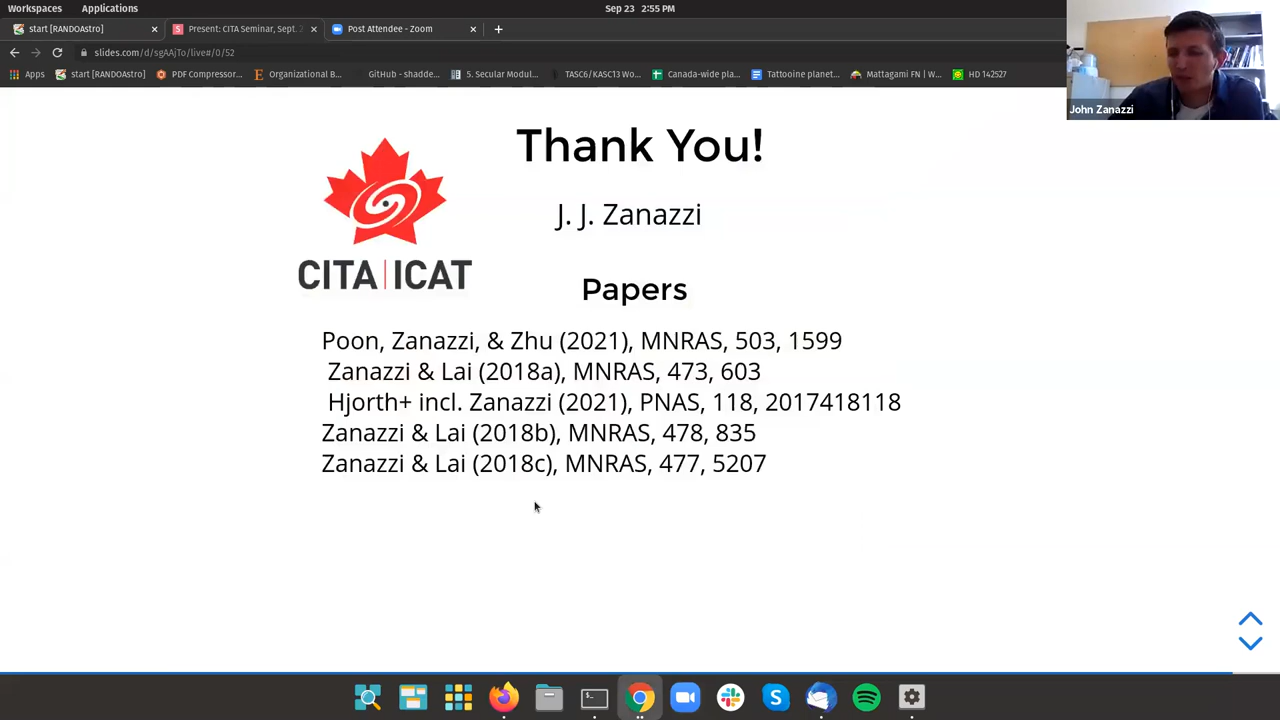 Workspaces Applications Sep 23 2:55 PM
start [RANDOAstro] Present: CITA Seminar, Sept. 2 Post Attendee - Zoom
slides.com/d/sgAAjTo/live#/0/52
Apps start [RANDOAstro] PDF Compressor... Organizational B... GitHub - shadde... 5. Secular Modul... TASC6/KASC13 Wo... Canada-wide pla... Tattooine planet... Mattagami FN | W... HD 142527
John Zanazzi
Thank You!
J. J. Zanazzi
CITA|ICAT
Papers
Poon, Zanazzi, & Zhu (2021), MNRAS, 503, 1599
Zanazzi & Lai (2018a), MNRAS, 473, 603
Hjorth+ incl. Zanazzi (2021), PNAS, 118, 2017418118
Zanazzi & Lai (2018b), MNRAS, 478, 835
Zanazzi & Lai (2018c), MNRAS, 477, 5207